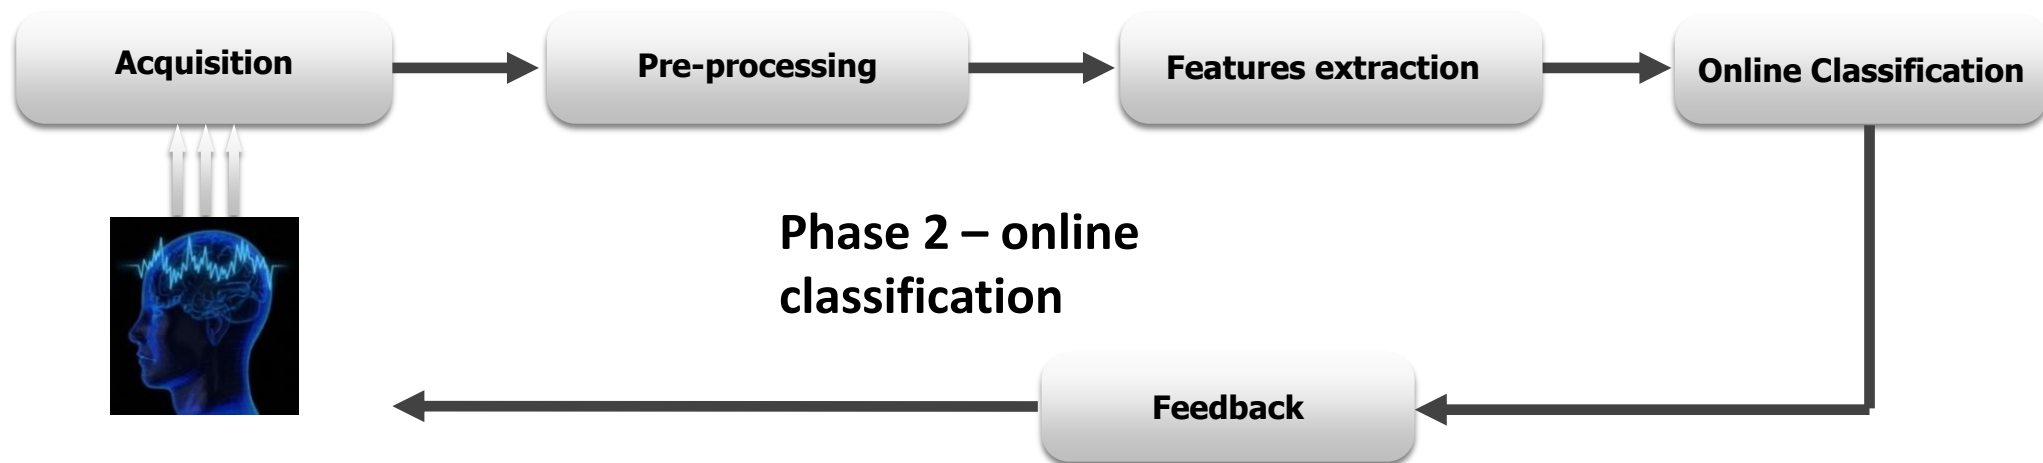 Acquisition
Pre-processing
Features extraction
Online Classification
Phase 2 – online
classification
Feedback